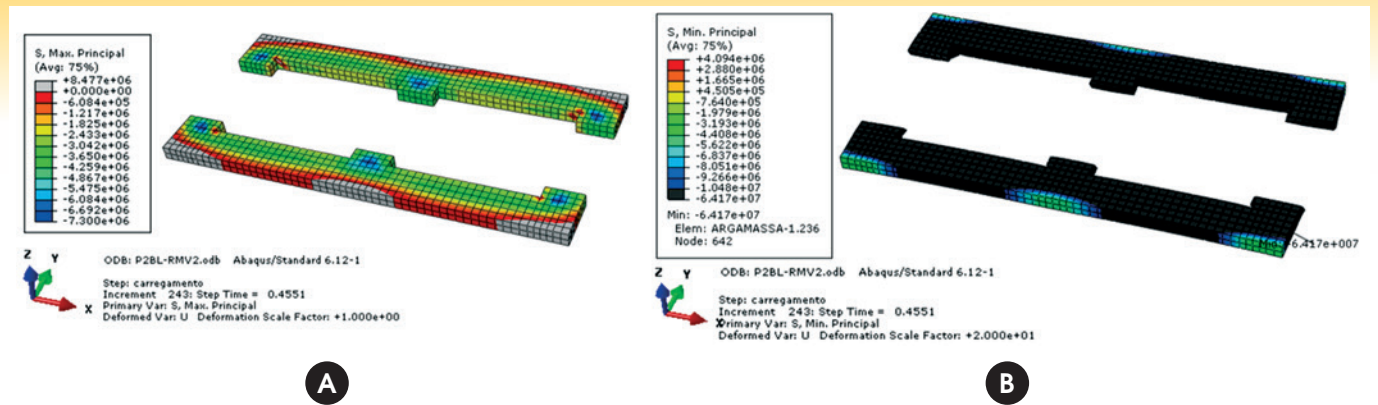 S, Max. Principal
(Avg: 75%)
+8.477e+06
+0.000e+00
-6.084e+05
-1.217e+06
-1.825e+06
-2.433e+06
-3.042e+06
-3.650e+06
-4.259e+06
-4.867e+06
-5.475e+06
-6.084e+06
-6.692e+06
-7.300e+06
Z Y X
ODB: P2BL-RMV2.odb Abaqus/Standard 6.12-1
Step: carregamento
Increment 243: Step Time = 0.4551
Primary Var: S, Max. Principal
Deformed Var: U Deformation Scale Factor: +1.000e+00
A
S, Min. Principal
(Avg: 75%)
+4.094e+06
+2.880e+06
+1.665e+06
+4.505e+05
-7.640e+05
-1.979e+06
-3.193e+06
-4.408e+06
-5.622e+06
-6.837e+06
-8.051e+06
-9.266e+06
-1.048e+07
-6.417e+07
Min: -6.417e+07
Elem: ARGAMASSA-1.236
Node: 642
-6.417e+007
Z Y X
ODB: P2BL-RMV2.odb Abaqus/Standard 6.12-1
Step: carregamento
Increment 243: Step Time = 0.4551
Primary Var: S, Min. Principal
Deformed Var: U Deformation Scale Factor: +2.000e+01
B